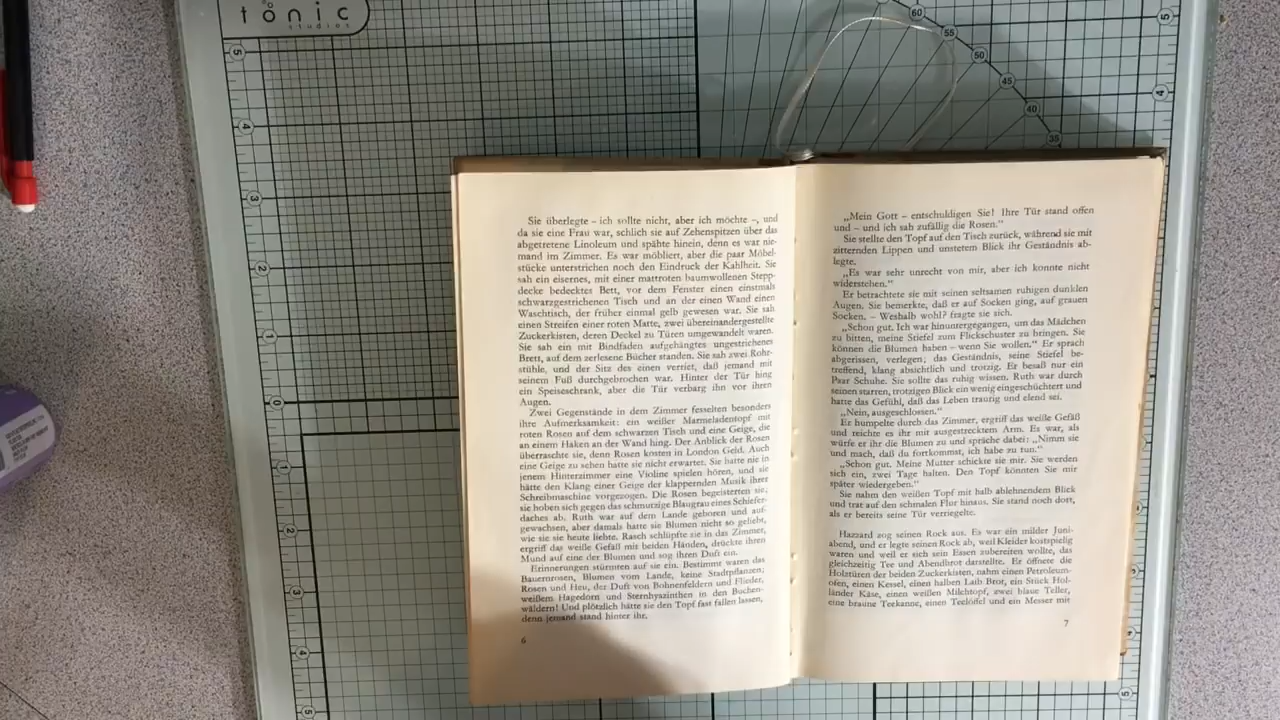 tonic
studios
Sie überlegte – ich sollte nicht, aber ich möchte –, und
da sie eine Frau war, schlich sie auf Zehenspitzen über das
abgetretene Linoleum und spähte hinein, denn es war nie-
mand im Zimmer. Es war möbliert, aber die paar Möbel-
stücke unterstrichen noch den Eindruck der Kahlheit. Sie
sah ein eisernes, mit einer mattroten baumwollenen Stepp-
decke bedecktes Bett, vor dem Fenster einen einstmals
schwarzgestrichenen Tisch und an der einen Wand einen
Waschtisch, der früher einmal gelb gewesen war. Sie sah
einen Streifen einer roten Matte, zwei übereinandergestellte
Zuckerkisten, deren Deckel zu Türen umgewandelt waren.
Sie sah ein mit Bindfaden aufgehängtes ungestrichenes
Brett, auf dem zerlesene Bücher standen. Sie sah zwei Rohr-
stühle, und der Sitz des einen verriet, daß jemand mit
seinem Fuß durchgebrochen war. Hinter der Tür hing
ein Speiseschrank, aber die Tür verbarg ihn vor ihren
Augen.
Zwei Gegenstände in dem Zimmer fesselten besonders
ihre Aufmerksamkeit: ein weißer Marmeladentopf mit
roten Rosen auf dem schwarzen Tisch und eine Geige, die
an einem Haken an der Wand hing. Der Anblick der Rosen
überraschte sie, denn Rosen kosten in London Geld. Auch
eine Geige zu sehen hatte sie nicht erwartet. Sie hatte nie in
jenem Hinterzimmer eine Violine spielen hören, und sie
hätte den Klang einer Geige der klappernden Musik ihrer
Schreibmaschine vorgezogen. Die Rosen begeisterten sie;
sie hoben sich gegen das schmutzige Blaugrau eines Schiefer-
daches ab. Ruth war auf dem Lande geboren und auf-
gewachsen, aber damals hatte sie Blumen nicht so geliebt,
wie sie sie heute liebte. Rasch schlüpfte sie in das Zimmer,
ergriff das weiße Gefäß mit beiden Händen, drückte ihren
Mund auf eine der Blumen und sog ihren Duft ein.
Erinnerungen stürmten auf sie ein. Bestimmt waren das
Bauernrosen, Blumen vom Lande, keine Stadtpflanzen;
Rosen und Heu, der Duft von Bohnenfeldern und Flieder,
weißem Hagedorn und Sternhyazinthen in den Buchen-
wäldern! Und plötzlich hätte sie den Topf fast fallen lassen,
denn jemand stand hinter ihr.
6
„Mein Gott – entschuldigen Sie! Ihre Tür stand offen
und – und ich sah zufällig die Rosen.“
Sie stellte den Topf auf den Tisch zurück, während sie mit
zitternden Lippen und unstetem Blick ihr Geständnis ab-
legte.
„Es war sehr unrecht von mir, aber ich konnte nicht
widerstehen.“
Er betrachtete sie mit seinen seltsamen ruhigen dunklen
Augen. Sie bemerkte, daß er auf Socken ging, auf grauen
Socken. – Weshalb wohl? fragte sie sich.
„Schon gut. Ich war hinuntergegangen, um das Mädchen
zu bitten, meine Stiefel zum Flickschuster zu bringen. Sie
können die Blumen haben – wenn Sie wollen.“ Er sprach
abgerissen, verlegen; das Geständnis, seine Stiefel be-
treffend, klang absichtlich und trotzig. Er besaß nur ein
Paar Schuhe. Sie sollte das ruhig wissen. Ruth war durch
seinen starren, trotzigen Blick ein wenig eingeschüchtert und
hatte das Gefühl, daß das Leben traurig und elend sei.
„Nein, ausgeschlossen.“
Er humpelte durch das Zimmer, ergriff das weiße Gefäß
und reichte es ihr mit ausgestrecktem Arm. Es war, als
würfe er ihr die Blumen zu und spräche dabei: „Nimm sie
und mach, daß du fortkommst, ich habe zu tun.“
„Schon gut. Meine Mutter schickte sie mir. Sie werden
sich ein, zwei Tage halten. Den Topf könnten Sie mir
später wiedergeben.“
Sie nahm den weißen Topf mit halb ablehnendem Blick
und trat auf den schmalen Flur hinaus. Sie stand noch dort,
als er bereits seine Tür verriegelte.
Hazzard zog seinen Rock aus. Es war ein milder Juni-
abend, und er legte seinen Rock ab, weil Kleider kostspielig
waren und weil er sich sein Essen zubereiten wollte, das
gleichzeitig Tee und Abendbrot darstellte. Er öffnete die
Holztüren der beiden Zuckerkisten, nahm einen Petroleum-
ofen, einen Kessel, einen halben Laib Brot, ein Stück Hol-
länder Käse, einen weißen Milchtopf, zwei blaue Teller,
eine braune Teekanne, einen Teelöffel und ein Messer mit
7